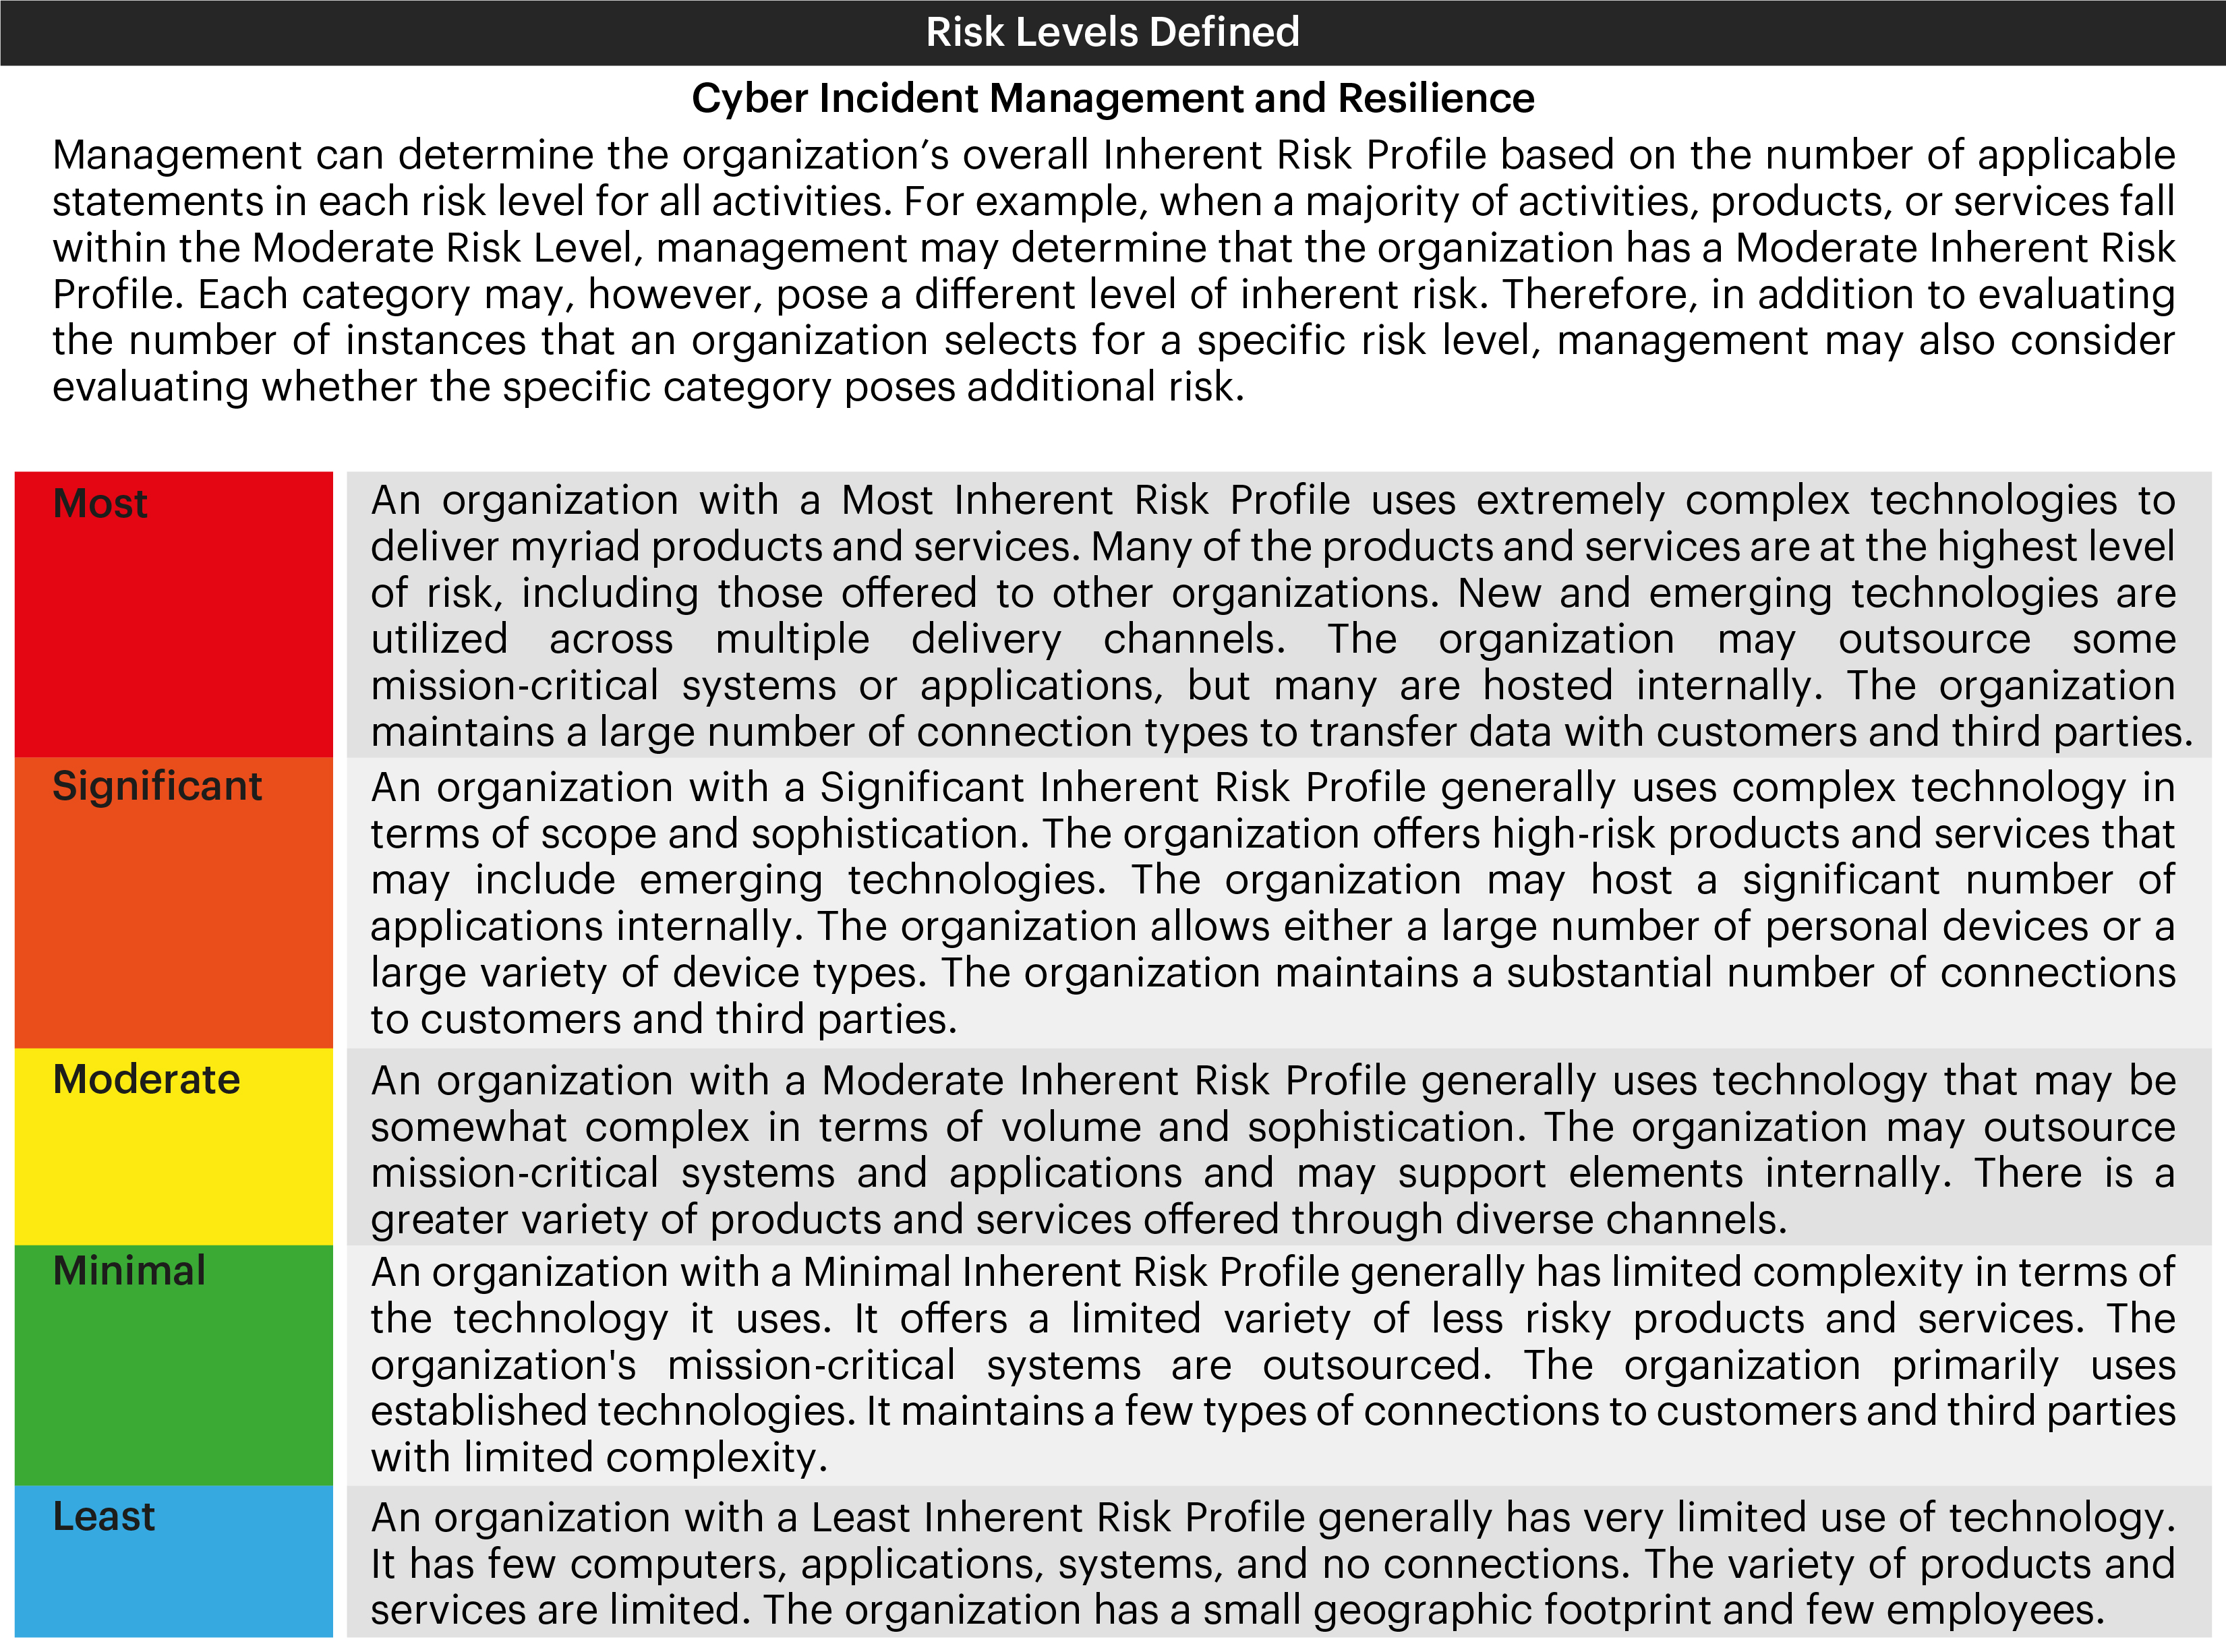 Risk Levels Defined
Cyber Incident Management and Resilience
Management can determine the organization’s overall Inherent Risk Profile based on the number of applicable
statements in each risk level for all activities. For example, when a majority of activities, products, or services fall
within the Moderate Risk Level, management may determine that the organization has a Moderate Inherent Risk
Profile. Each category may, however, pose a different level of inherent risk. Therefore, in addition to evaluating
the number of instances that an organization selects for a specific risk level, management may also consider
evaluating whether the specific category poses additional risk.
Most
An organization with a Most Inherent Risk Profile uses extremely complex technologies to
deliver myriad products and services. Many of the products and services are at the highest level
of risk, including those offered to other organizations. New and emerging technologies are
utilized across multiple delivery channels. The organization may outsource some
mission-critical systems or applications, but many are hosted internally. The organization
maintains a large number of connection types to transfer data with customers and third parties.
Significant
An organization with a Significant Inherent Risk Profile generally uses complex technology in
terms of scope and sophistication. The organization offers high-risk products and services that
may include emerging technologies. The organization may host a significant number of
applications internally. The organization allows either a large number of personal devices or a
large variety of device types. The organization maintains a substantial number of connections
to customers and third parties.
Moderate
An organization with a Moderate Inherent Risk Profile generally uses technology that may be
somewhat complex in terms of volume and sophistication. The organization may outsource
mission-critical systems and applications and may support elements internally. There is a
greater variety of products and services offered through diverse channels.
Minimal
An organization with a Minimal Inherent Risk Profile generally has limited complexity in terms of
the technology it uses. It offers a limited variety of less risky products and services. The
organization's mission-critical systems are outsourced. The organization primarily uses
established technologies. It maintains a few types of connections to customers and third parties
with limited complexity.
Least
An organization with a Least Inherent Risk Profile generally has very limited use of technology.
It has few computers, applications, systems, and no connections. The variety of products and
services are limited. The organization has a small geographic footprint and few employees.